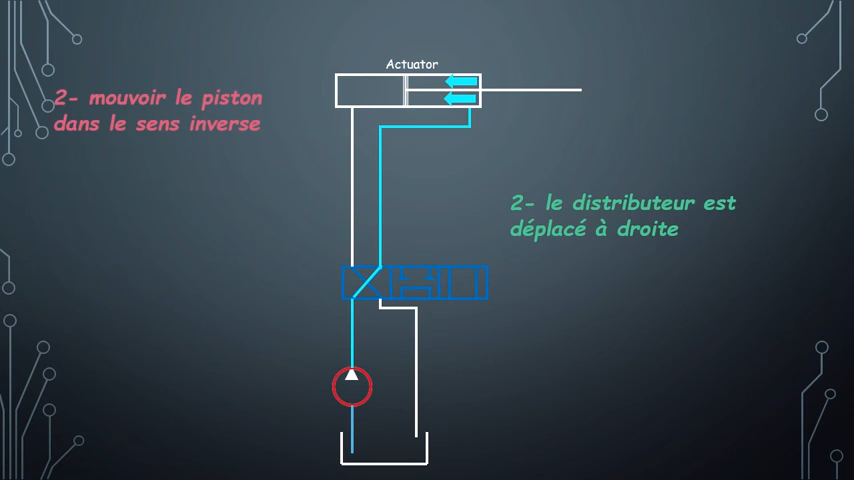 Actuator
2- mouvoir le piston
dans le sens inverse
2- le distributeur est
déplacé à droite